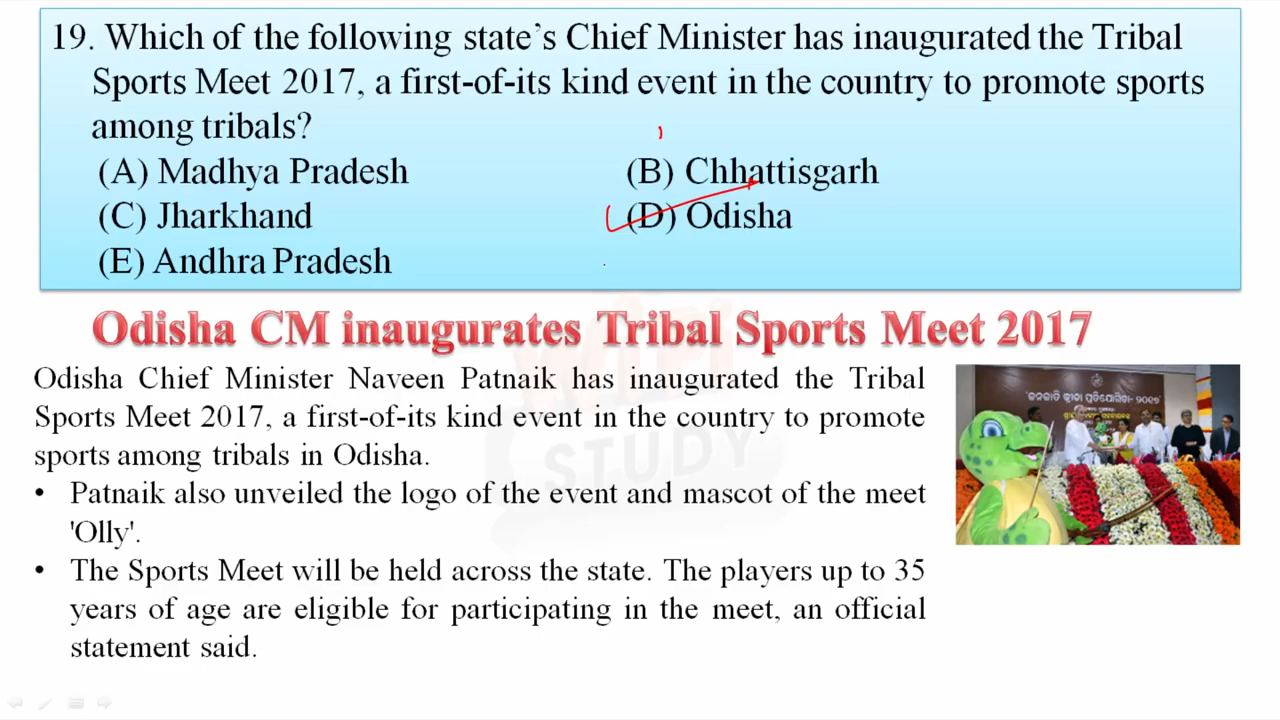 19. Which of the following state's Chief Minister has inaugurated the Tribal
Sports Meet 2017, a first-of-its kind event in the country to promote sports
among tribals?
(A) Madhya Pradesh (B) Chhattisgarh
(C) Jharkhand (D) Odisha
(E) Andhra Pradesh
Odisha CM inaugurates Tribal Sports Meet 2017
Odisha Chief Minister Naveen Patnaik has inaugurated the Tribal
Sports Meet 2017, a first-of-its kind event in the country to promote
sports among tribals in Odisha.
• Patnaik also unveiled the logo of the event and mascot of the meet
'Olly'.
• The Sports Meet will be held across the state. The players up to 35
years of age are eligible for participating in the meet, an official
statement said.
'ଜନଜାତି କ୍ରୀଡା ପ୍ରତିଯୋଗିତା- ୨୦୧୭'
STUDY